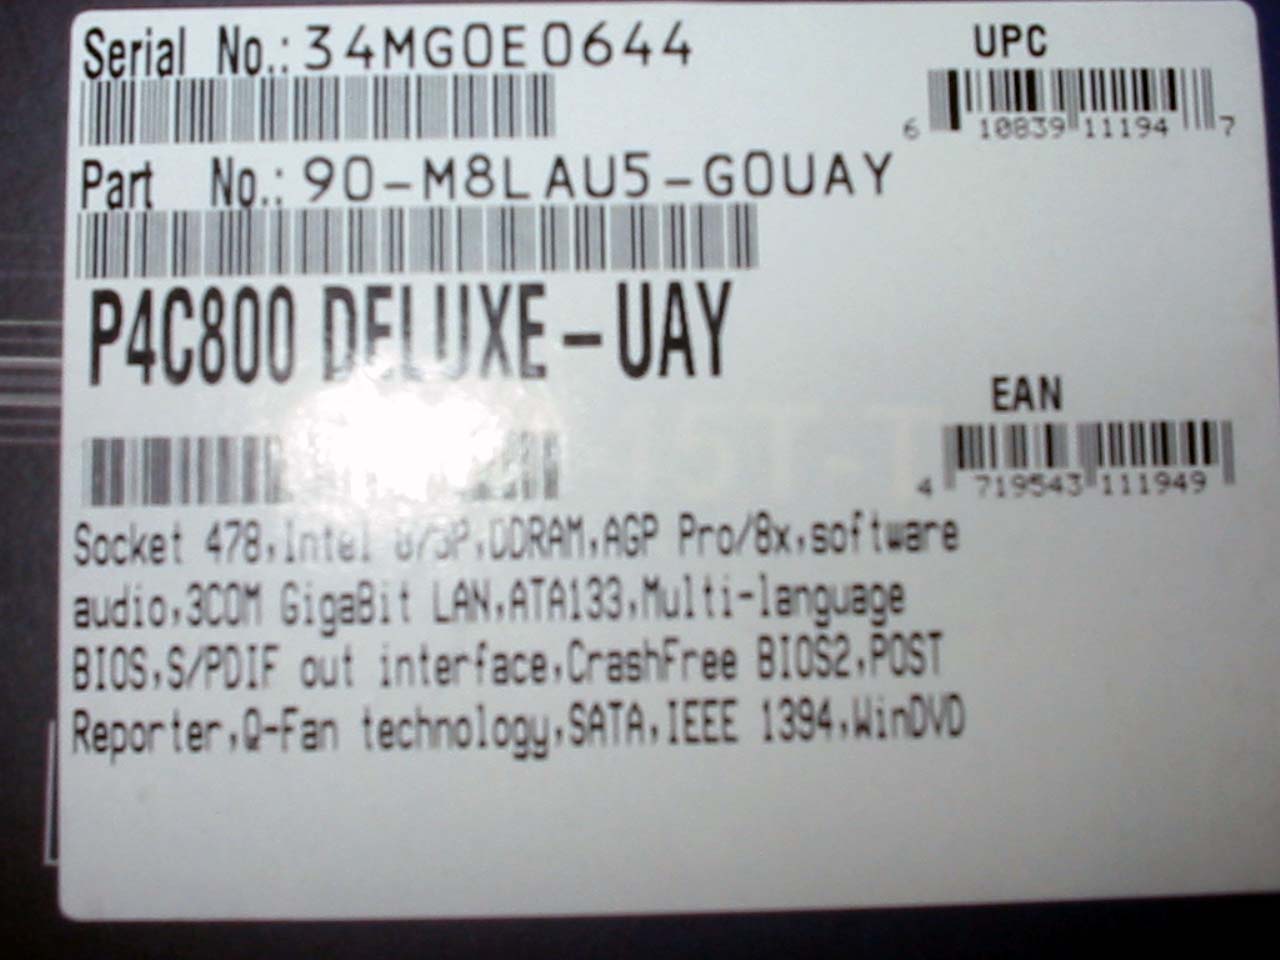 Serial No.: 34MG0E0644
UPC
6 10839 11194 7
Part No.: 90-M8LAU5-G0UAY
P4C800 DELUXE-UAY
EAN
4 719543 111949
Socket 478,Intel 875P,DDRAM,AGP Pro/8x,software
audio,3COM GigaBit LAN,ATA133,Multi-language
BIOS,S/PDIF out interface,CrashFree BIOS2,POST
Reporter,Q-Fan technology,SATA,IEEE 1394,WinDVD